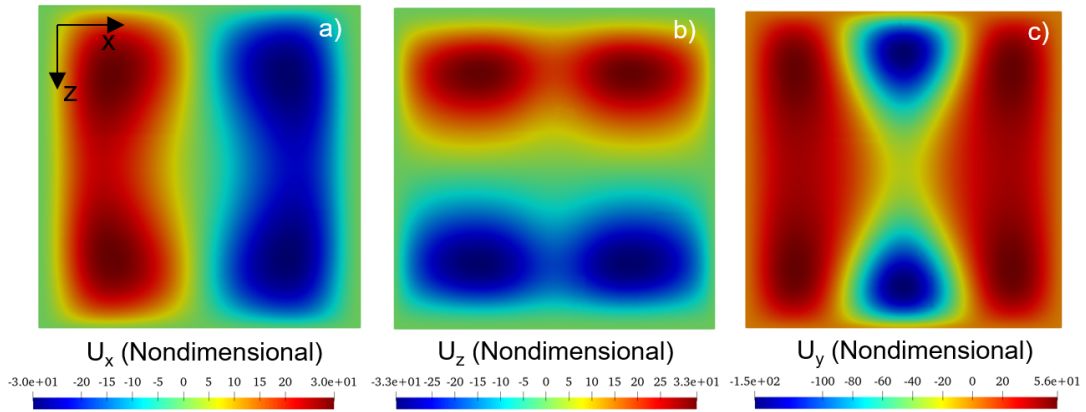 a)
x
z
b)
c)
Ux (Nondimensional)
-3.0e+01 -20 -15 -10 -5 0 5 10 15 20 3.0e+01
Uz (Nondimensional)
-3.3e+01 -25 -20 -15 -10 -5 0 5 10 15 20 25 3.3e+01
Uy (Nondimensional)
-1.5e+02 -100 -80 -60 -40 -20 0 20 5.6e+01